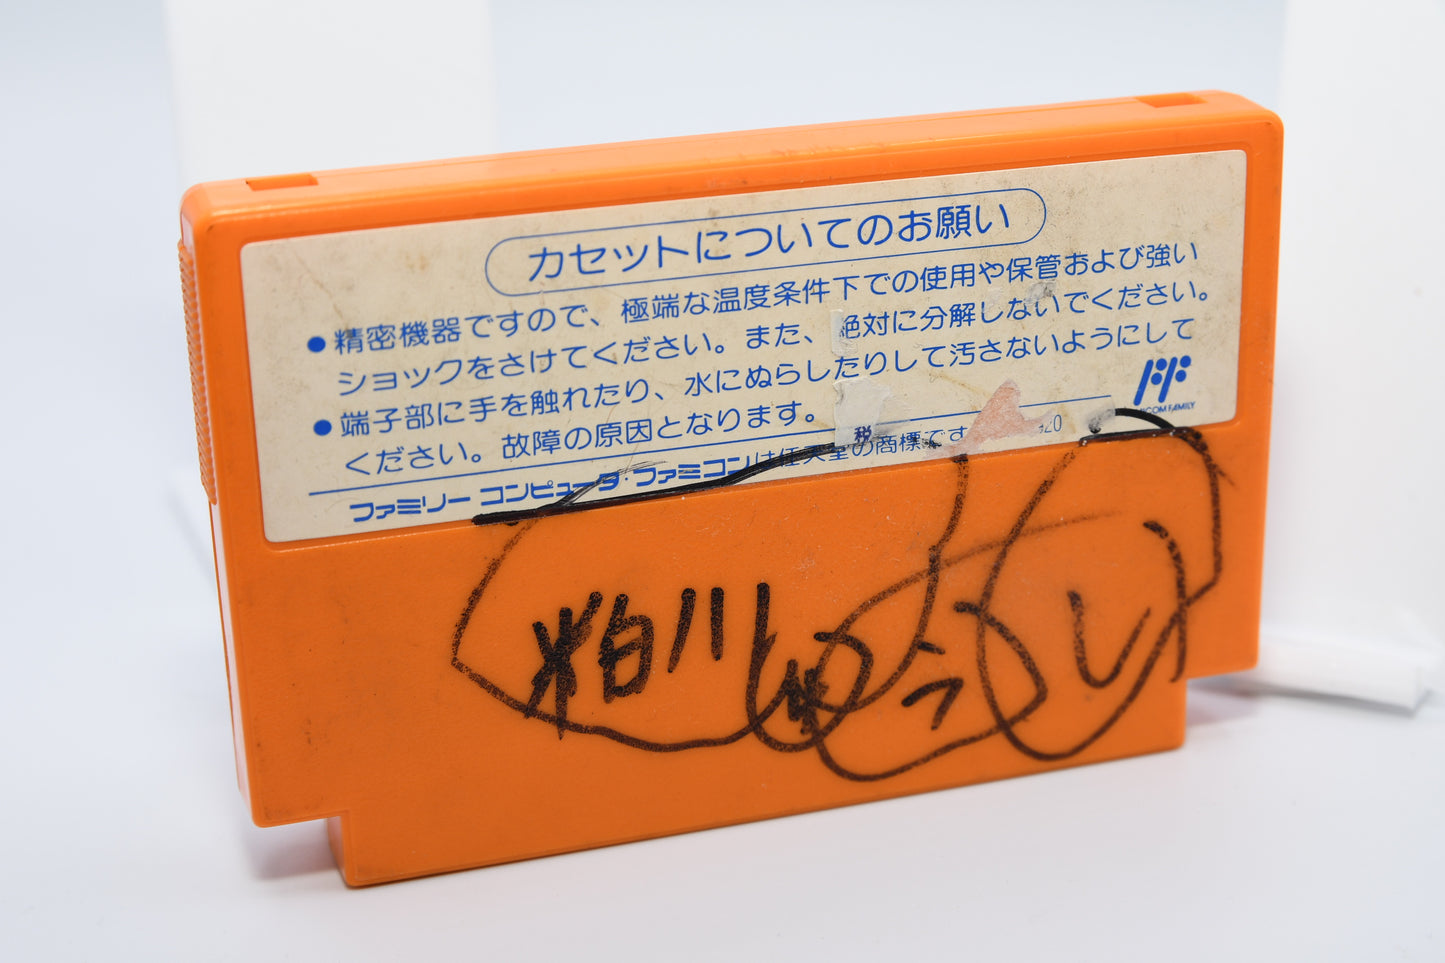 カセットについてのお願い
●精密機器ですので、極端な温度条件下での使用や保管および強い
ショックをさけてください。また、絶対に分解しないでください。
●端子部に手を触れたり、水にぬらしたりして汚さないようにして
ください。故障の原因となります。
税
ファミリーコンピュータ・ファミコンは任天堂の商標です
粕川